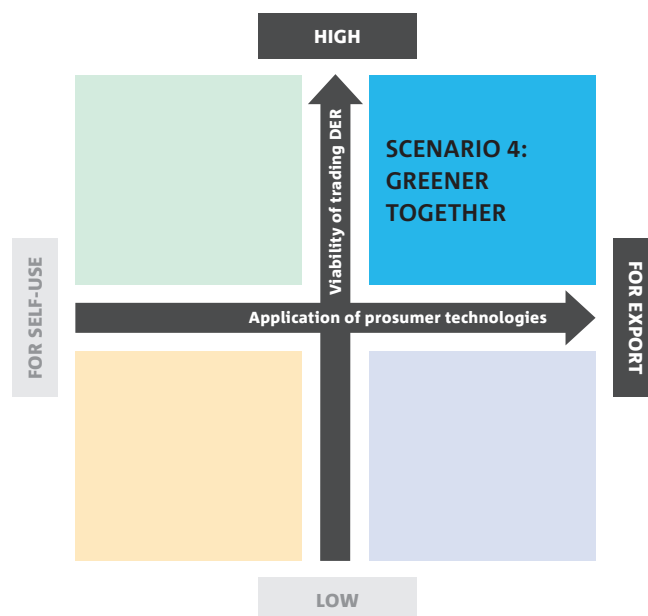 HIGH
Viability of trading DER
SCENARIO 4:
GREENER
TOGETHER
FOR SELF-USE
Application of prosumer technologies
FOR EXPORT
LOW